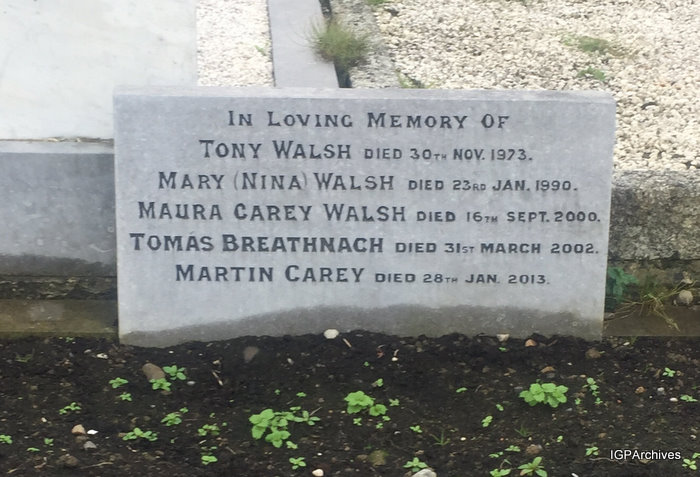 In Loving Memory Of
Tony Walsh died 30th Nov. 1973.
Mary (Nina) Walsh died 23rd Jan. 1990.
Maura Carey Walsh died 16th Sept. 2000.
Tomás Breathnach died 31st March 2002.
Martin Carey died 28th Jan. 2013.
IGPArchives